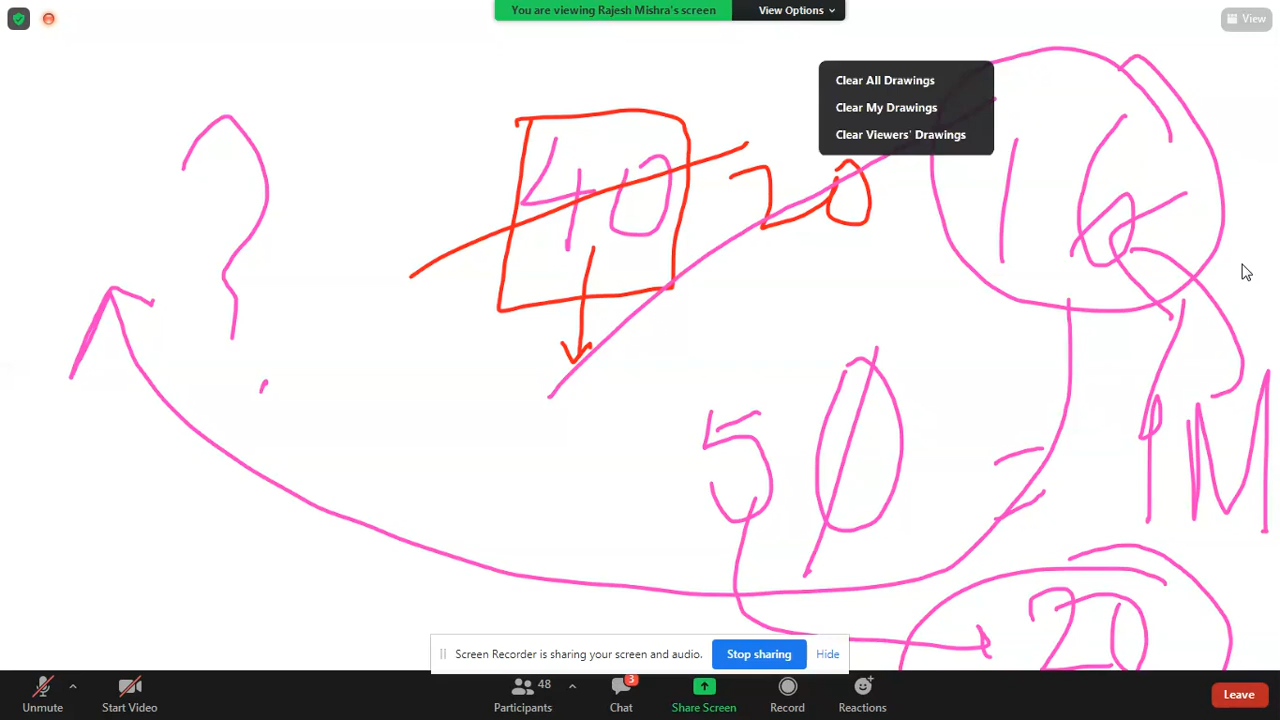 You are viewing Rajesh Mishra's screen
View Options
View
Clear All Drawings
Clear My Drawings
Clear Viewers' Drawings
?
40
20
50
=
1M
20
Screen Recorder is sharing your screen and audio.
Stop sharing
Hide
Unmute
Start Video
48
Participants
3
Chat
Share Screen
Record
Reactions
Leave